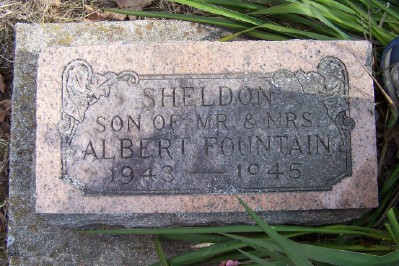 SHELDON
SON OF MR & MRS
ALBERT FOUNTAIN
1943 — 1945